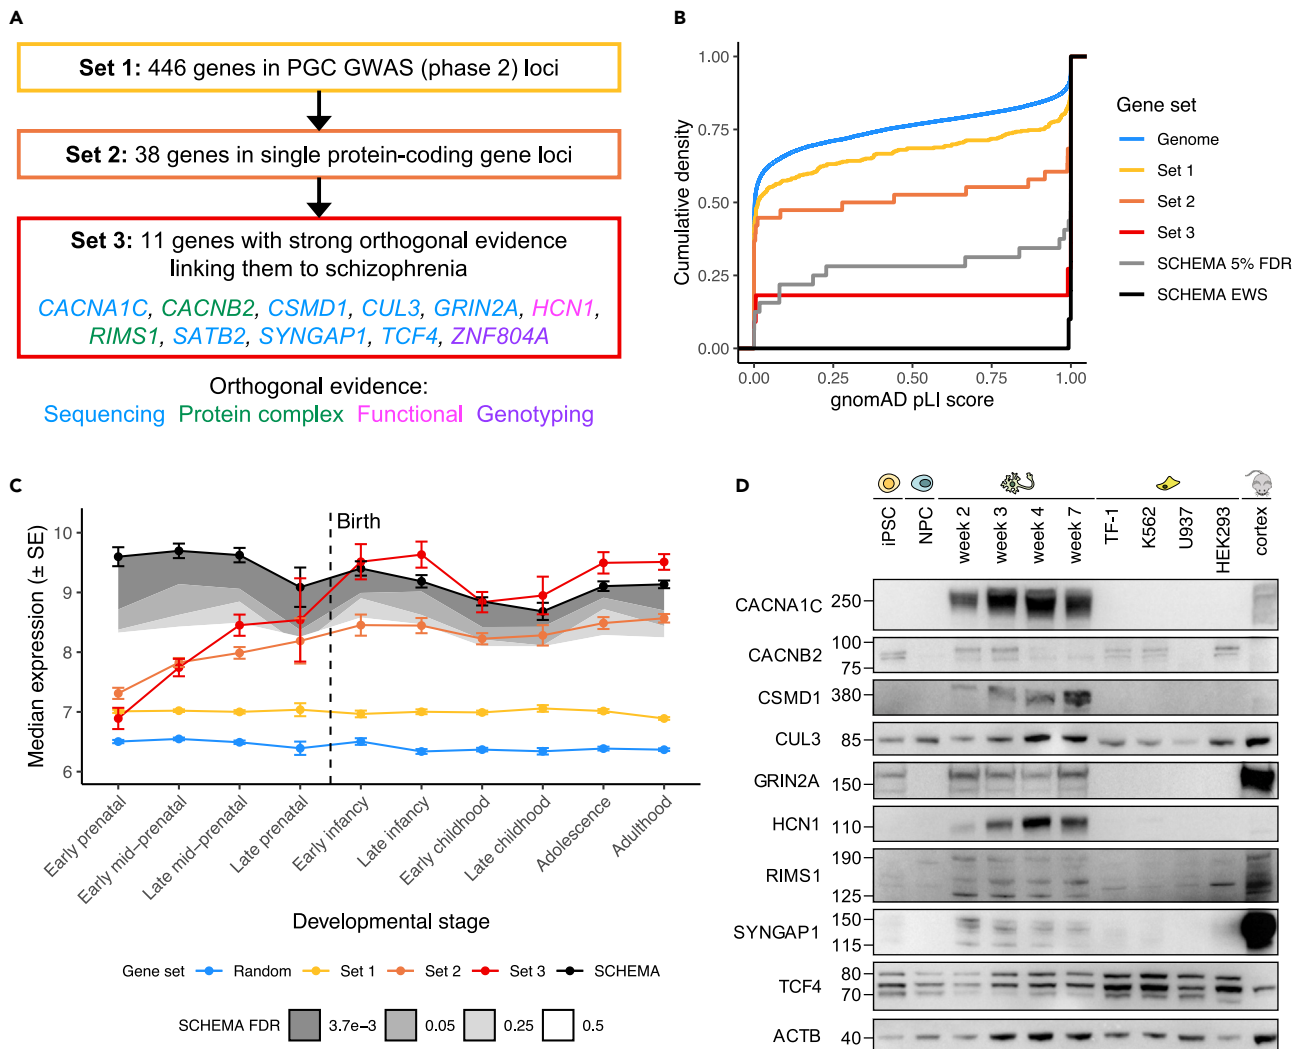 A
Set 1: 446 genes in PGC GWAS (phase 2) loci
Set 2: 38 genes in single protein-coding gene loci
Set 3: 11 genes with strong orthogonal evidence
linking them to schizophrenia
CACNA1C, CACNB2, CSMD1, CUL3, GRIN2A, HCN1,
RIMS1, SATB2, SYNGAP1, TCF4, ZNF804A
Orthogonal evidence:
Sequencing Protein complex Functional Genotyping
B
Cumulative density
1.00
0.75
0.50
0.25
0.00
0.00 0.25 0.50 0.75 1.00
gnomAD pLI score
Gene set
Genome
Set 1
Set 2
Set 3
SCHEMA 5% FDR
SCHEMA EWS
C
Median expression (± SE)
10
9
8
7
6
Birth
Early prenatal
Early mid−prenatal
Late mid−prenatal
Late prenatal
Early infancy
Late infancy
Early childhood
Late childhood
Adolescence
Adulthood
Developmental stage
Gene set Random Set 1 Set 2 Set 3 SCHEMA
SCHEMA FDR 3.7e−3 0.05 0.25 0.5
D
iPSC
NPC
week 2
week 3
week 4
week 7
TF-1
K562
U937
HEK293
cortex
CACNA1C 250
CACNB2 100
75
CSMD1 380
CUL3 85
GRIN2A 150
HCN1 110
RIMS1 190
125
SYNGAP1 150
115
TCF4 80
70
ACTB 40